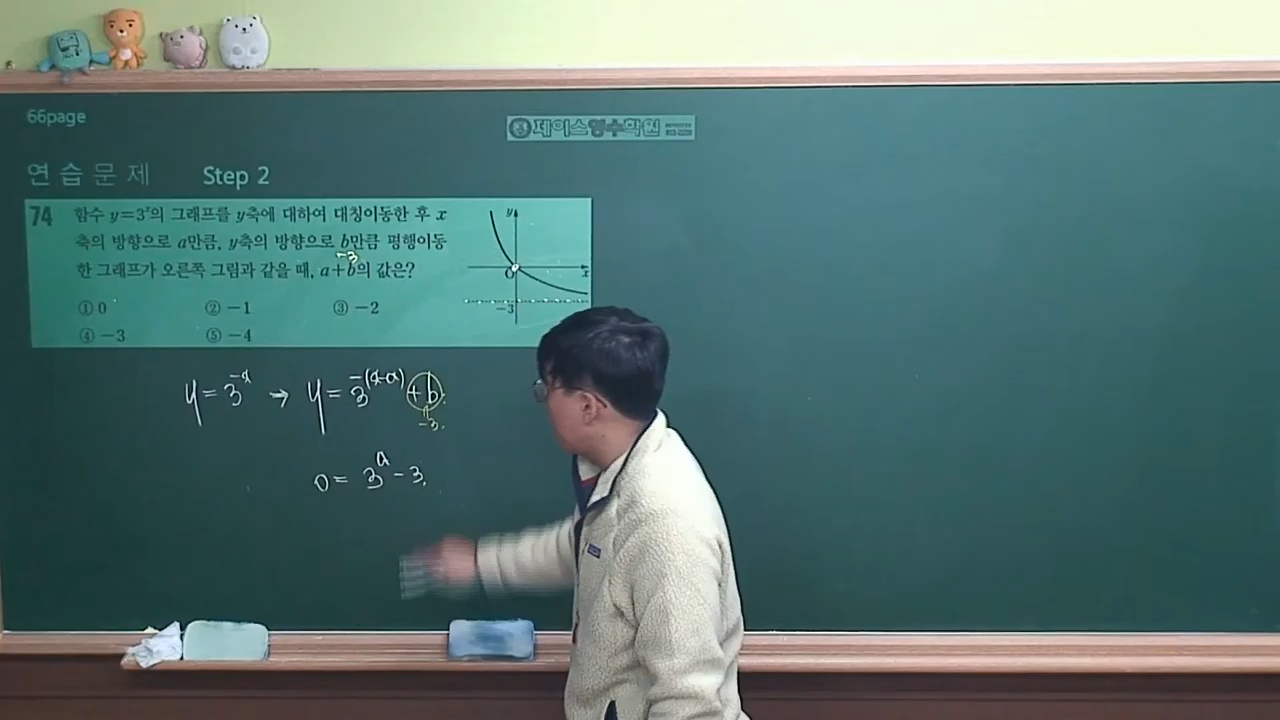 66page
제이스영수학원
연습문제 Step 2
74 함수 y=3ˣ의 그래프를 y축에 대하여 대칭이동한 후 x
축의 방향으로 a만큼, y축의 방향으로 b만큼 평행이동
-3
한 그래프가 오른쪽 그림과 같을 때, a+b의 값은?
① 0 ② -1 ③ -2
④ -3 ⑤ -4
y
O x
-3
y=3^{-x} → y=3^{-(x-a)}+b.
-3.
0=3^a-3.